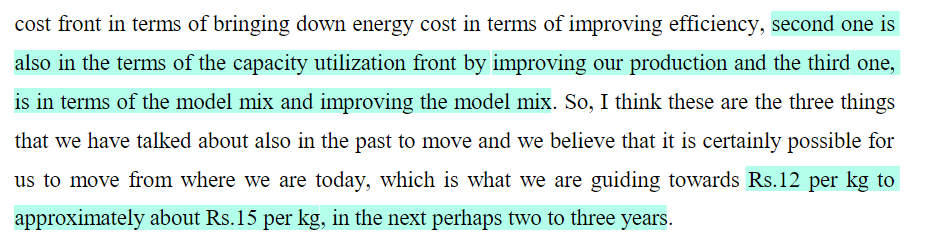 cost front in terms of bringing down energy cost in terms of improving efficiency, second one is
also in the terms of the capacity utilization front by improving our production and the third one,
is in terms of the model mix and improving the model mix. So, I think these are the three things
that we have talked about also in the past to move and we believe that it is certainly possible for
us to move from where we are today, which is what we are guiding towards Rs.12 per kg to
approximately about Rs.15 per kg, in the next perhaps two to three years.